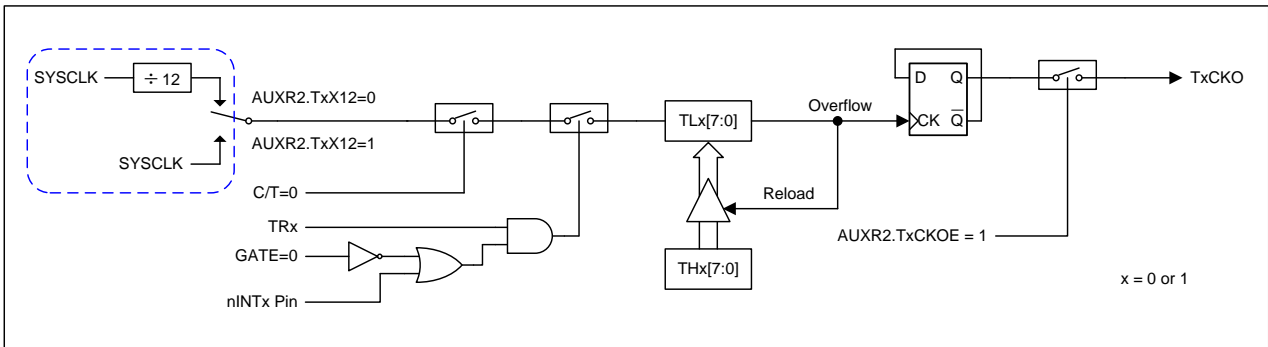 SYSCLK
÷ 12
AUXR2.TxX12=0
AUXR2.TxX12=1
SYSCLK
C/T=0
TRx
GATE=0
nINTx Pin
TLx[7:0]
Overflow
Reload
THx[7:0]
D Q
CK Q̅
TxCKO
AUXR2.TxCKOE = 1
x = 0 or 1